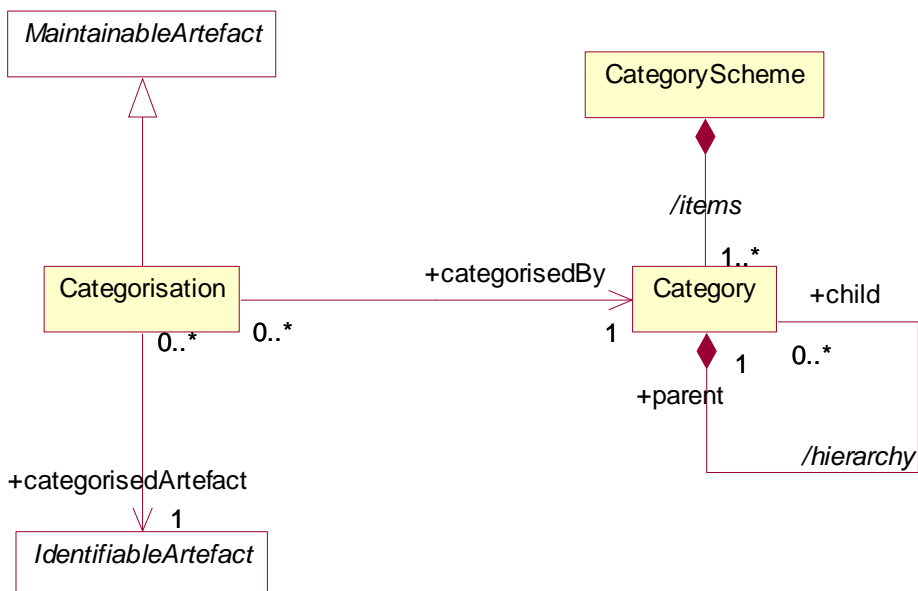 MaintainableArtefact
CategoryScheme
/items
1..*
Categorisation
+categorisedBy
Category
+child
0..*
0..*
1
1
0..*
+parent
/hierarchy
+categorisedArtefact
1
IdentifiableArtefact